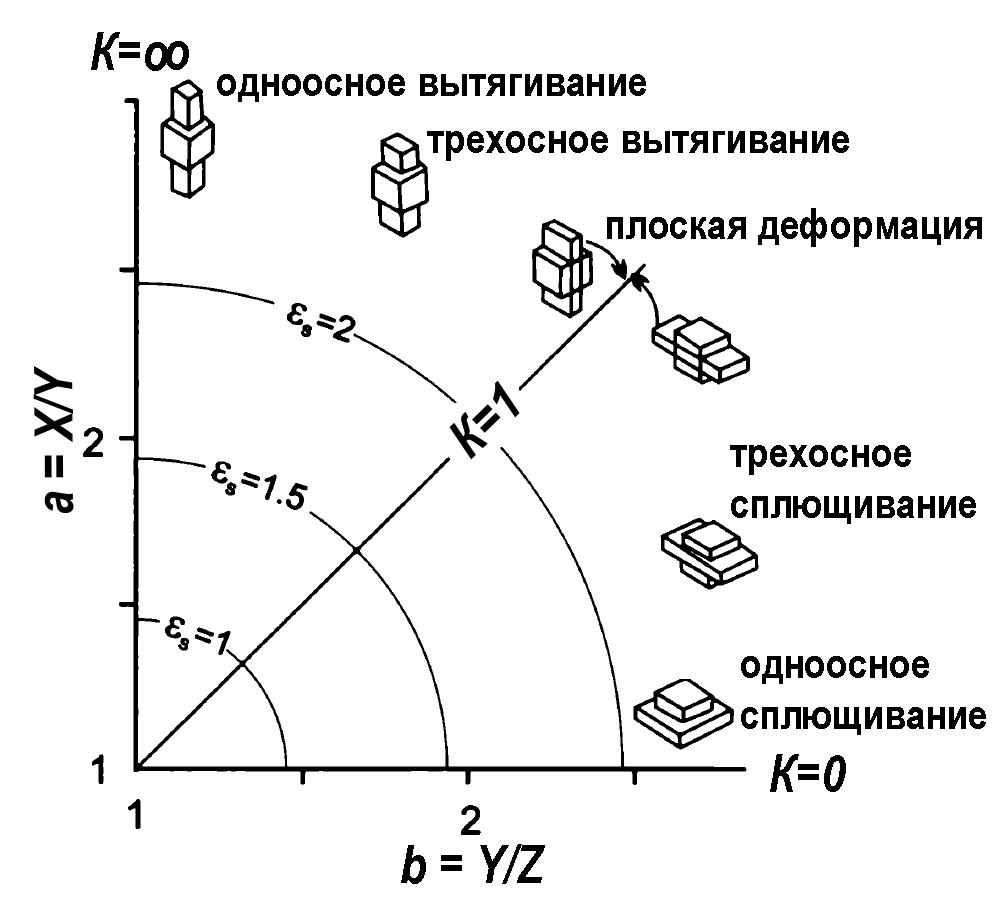 K=∞
одноосное вытягивание
трехосное вытягивание
плоская деформация
εs=2
K=1
a = X/Y
2
εs=1.5
трехосное
сплющивание
εs=1
одноосное
сплющивание
1
K=0
1
2
b = Y/Z